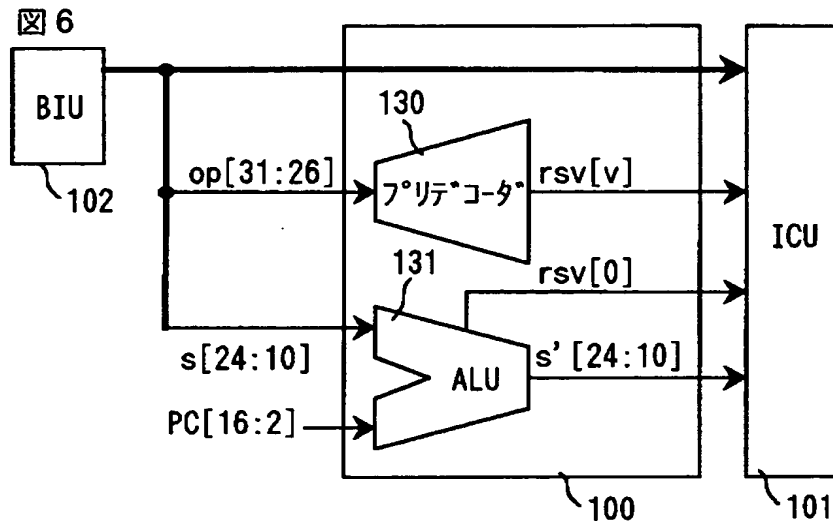 図6
BIU
102
130
op[31:26]
プリデコーダ
rsv[v]
ICU
131
rsv[0]
s[24:10]
ALU
s'[24:10]
PC[16:2]
100
101